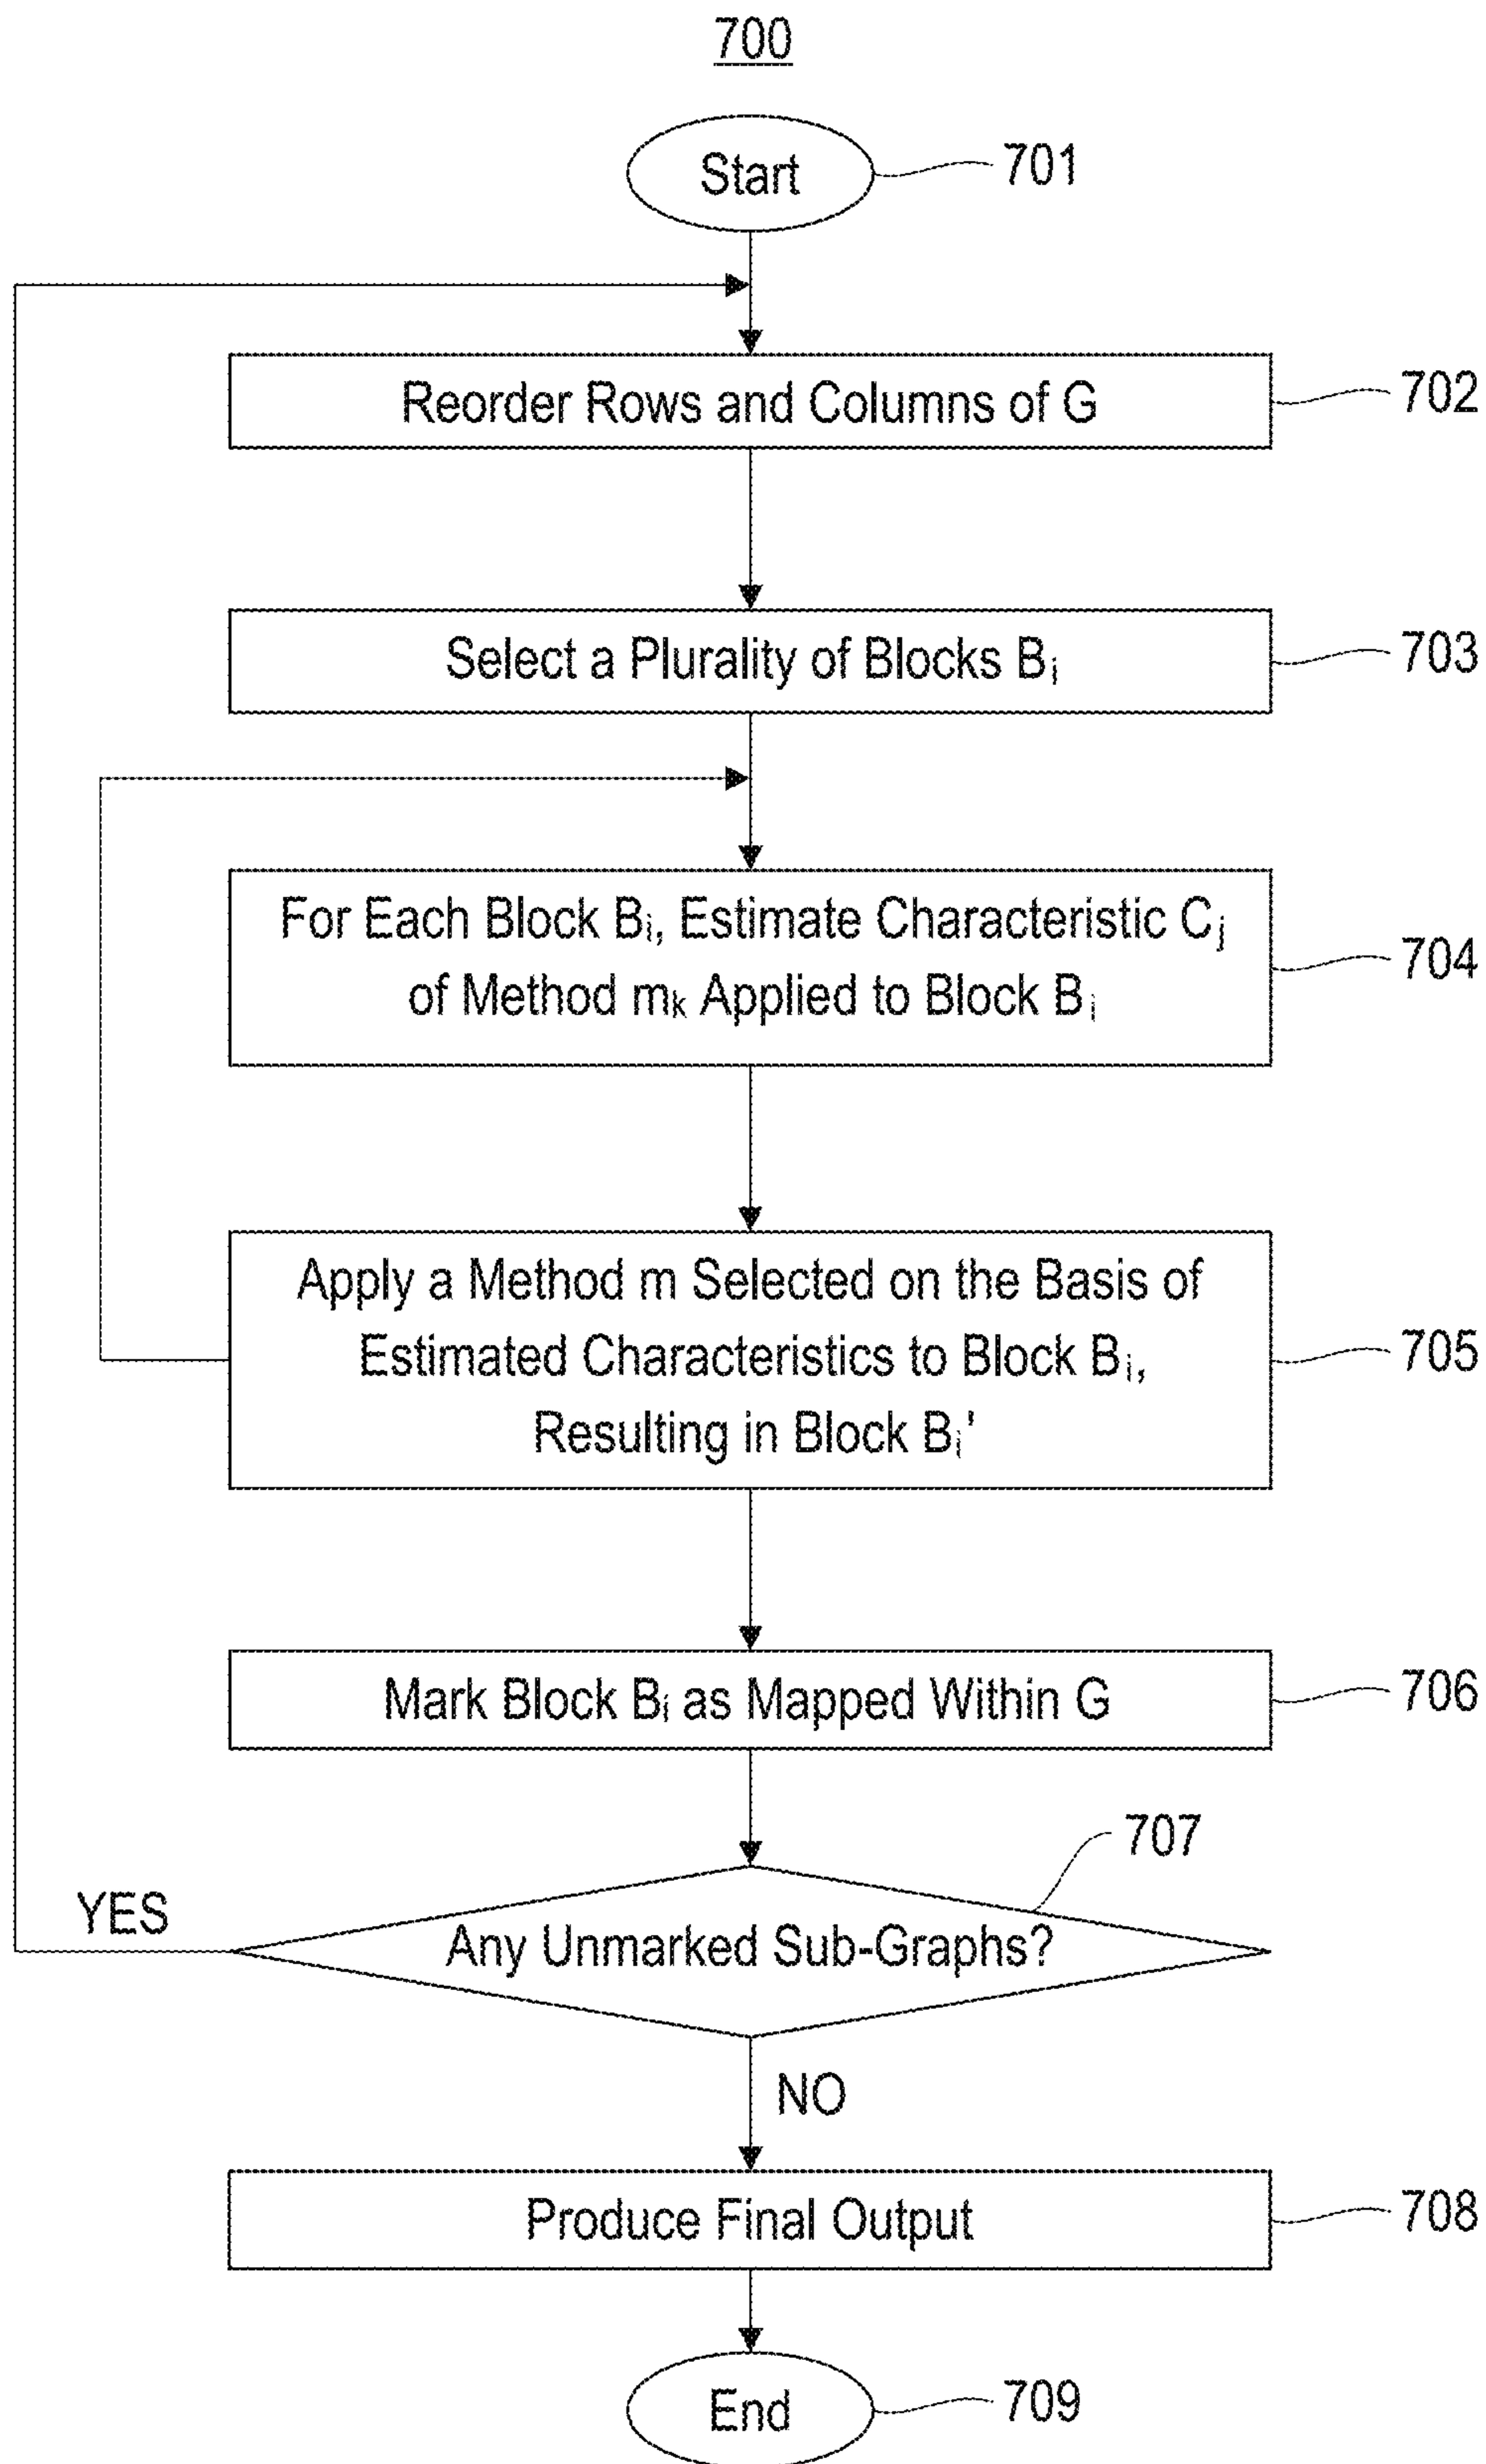 700
Start
701
Reorder Rows and Columns of G
702
Select a Plurality of Blocks Bi
703
For Each Block Bi, Estimate Characteristic Cj
of Method mk Applied to Block Bi
704
Apply a Method m Selected on the Basis of
Estimated Characteristics to Block Bi,
Resulting in Block Bi'
705
Mark Block Bi as Mapped Within G
706
707
YES
Any Unmarked Sub-Graphs?
NO
Produce Final Output
708
End
709